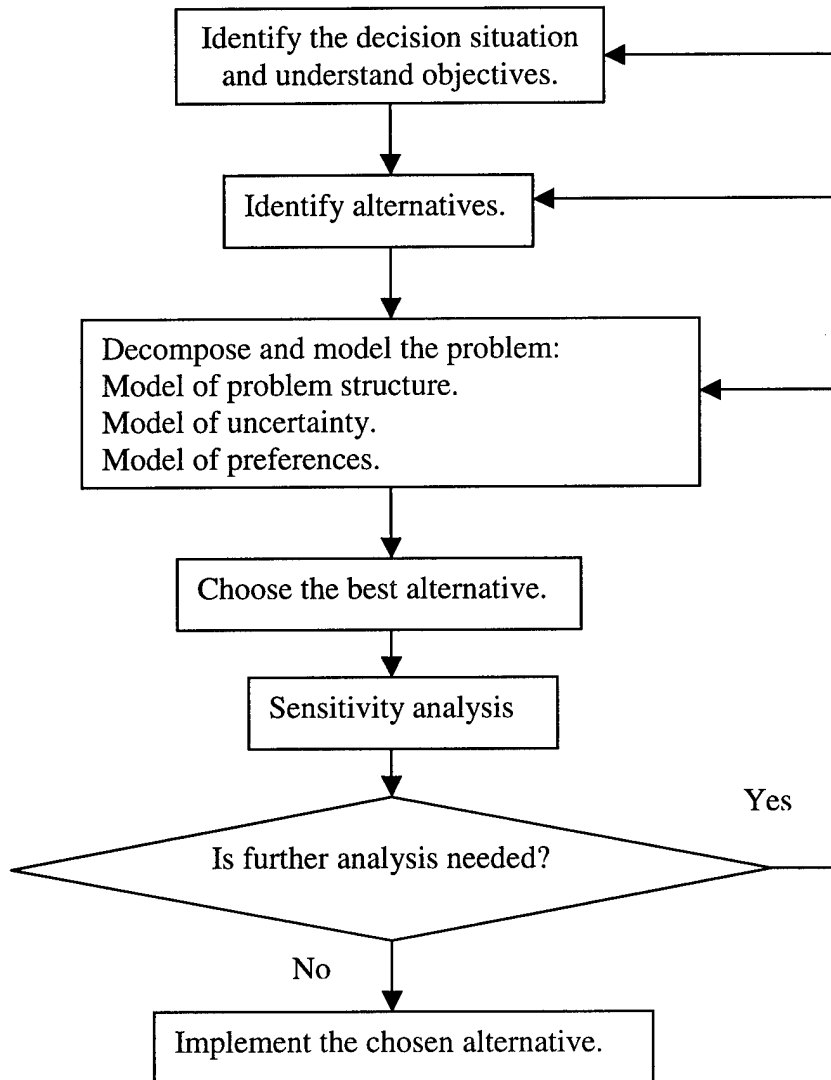 Identify the decision situation
and understand objectives.
Identify alternatives.
Decompose and model the problem:
Model of problem structure.
Model of uncertainty.
Model of preferences.
Choose the best alternative.
Sensitivity analysis
Yes
Is further analysis needed?
No
Implement the chosen alternative.